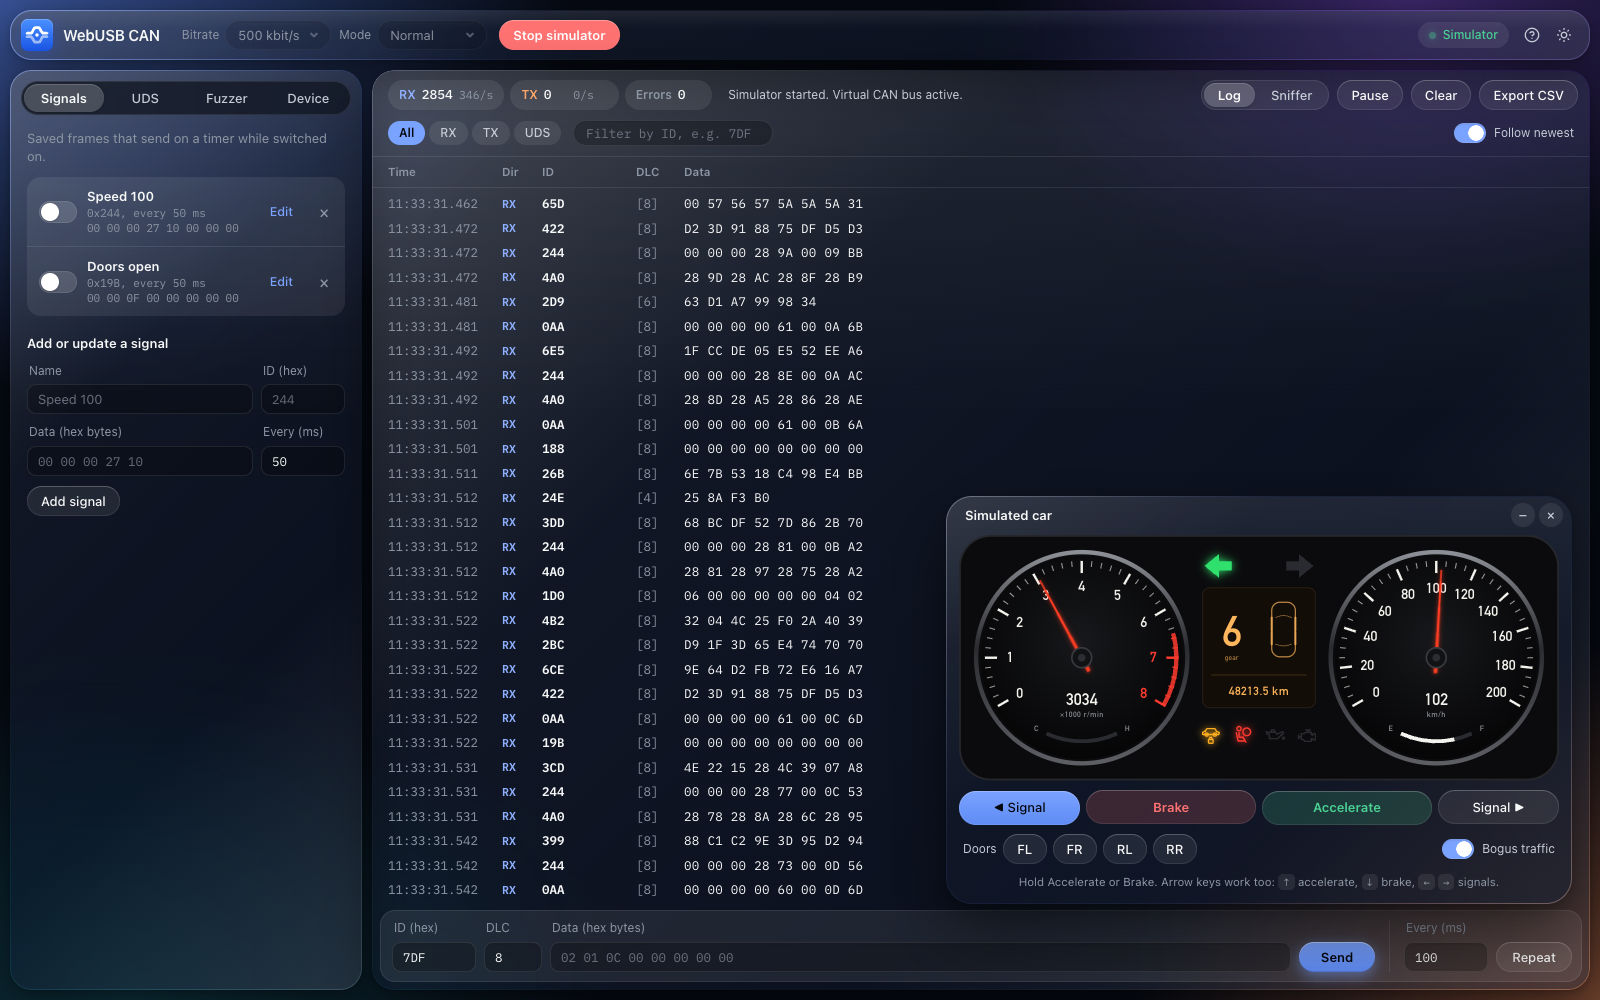 WebUSB CAN
Bitrate 500 kbit/s Mode Normal Stop simulator
Simulator
Signals UDS Fuzzer Device
Saved frames that send on a timer while switched
on.
Speed 100
0x244, every 50 ms
00 00 00 27 10 00 00 00
Edit ×
Doors open
0x19B, every 50 ms
00 00 0F 00 00 00 00 00
Edit ×
Add or update a signal
Name ID (hex)
Speed 100 244
Data (hex bytes) Every (ms)
00 00 00 27 10 50
Add signal
RX 2854 346/s TX 0 0/s Errors 0 Simulator started. Virtual CAN bus active.
Log Sniffer Pause Clear Export CSV
All RX TX UDS Filter by ID, e.g. 7DF
Follow newest
Time Dir ID DLC Data
11:33:31.462 RX 65D [8] 00 57 56 57 5A 5A 5A 31
11:33:31.472 RX 422 [8] D2 3D 91 88 75 DF D5 D3
11:33:31.472 RX 244 [8] 00 00 00 28 9A 00 09 BB
11:33:31.472 RX 4A0 [8] 28 9D 28 AC 28 8F 28 B9
11:33:31.481 RX 2D9 [6] 63 D1 A7 99 98 34
11:33:31.481 RX 0AA [8] 00 00 00 00 61 00 0A 6B
11:33:31.492 RX 6E5 [8] 1F CC DE 05 E5 52 EE A6
11:33:31.492 RX 244 [8] 00 00 00 28 8E 00 0A AC
11:33:31.492 RX 4A0 [8] 28 8D 28 A5 28 86 28 AE
11:33:31.501 RX 0AA [8] 00 00 00 00 61 00 0B 6A
11:33:31.501 RX 188 [8] 00 00 00 00 00 00 00 00
11:33:31.511 RX 26B [8] 6E 7B 53 18 C4 98 E4 BB
11:33:31.512 RX 24E [4] 25 8A F3 B0
11:33:31.512 RX 3DD [8] 68 BC DF 52 7D 86 2B 70
11:33:31.512 RX 244 [8] 00 00 00 28 81 00 0B A2
11:33:31.512 RX 4A0 [8] 28 81 28 97 28 75 28 A2
11:33:31.512 RX 1D0 [8] 06 00 00 00 00 00 04 02
11:33:31.522 RX 4B2 [8] 32 04 4C 25 F0 2A 40 39
11:33:31.522 RX 2BC [8] D9 1F 3D 65 E4 74 70 70
11:33:31.522 RX 6CE [8] 9E 64 D2 FB 72 E6 16 A7
11:33:31.522 RX 422 [8] D2 3D 91 88 75 DF D5 D3
11:33:31.522 RX 0AA [8] 00 00 00 00 61 00 0C 6D
11:33:31.522 RX 19B [8] 00 00 00 00 00 00 00 00
11:33:31.531 RX 3CD [8] 4E 22 15 28 4C 39 07 A8
11:33:31.531 RX 244 [8] 00 00 00 28 77 00 0C 53
11:33:31.531 RX 4A0 [8] 28 78 28 8A 28 6C 28 95
11:33:31.542 RX 399 [8] 88 C1 C2 9E 3D 95 D2 94
11:33:31.542 RX 244 [8] 00 00 00 28 73 00 0D 56
11:33:31.542 RX 0AA [8] 00 00 00 00 60 00 0D 6D
Simulated car
0 1 2 3 4 5 6 7 8
3034
×1000 r/min
C H
6
gear
48213.5 km
0 20 40 60 80 100 120 140 160 180 200
102
km/h
E F
◀ Signal Brake Accelerate Signal ▶
Doors FL FR RL RR Bogus traffic
Hold Accelerate or Brake. Arrow keys work too: ↑ accelerate, ↓ brake, ← → signals.
ID (hex) DLC Data (hex bytes) Every (ms)
7DF 8 02 01 0C 00 00 00 00 00 Send 100 Repeat